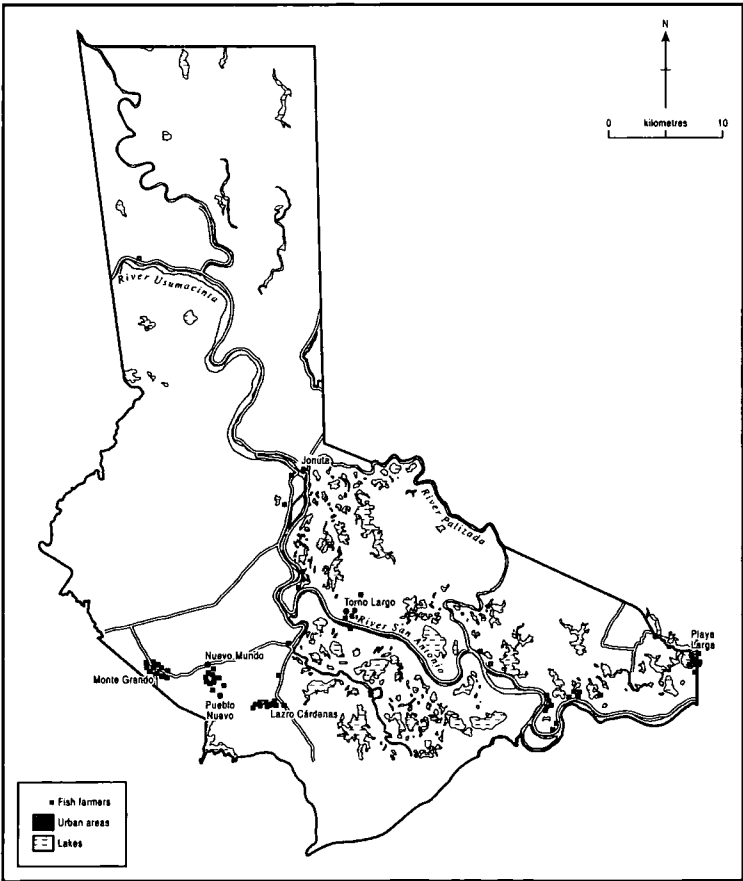 N
0 kilometres 10
River Usumacinta
Jonuta
River Palizada
Torno Largo
River San Antonio
Playa
Larga
Nuevo Mundo
Monte Grande
Pueblo
Nuevo
Lazro Cárdenas
Fish farmers
Urban areas
Lakes